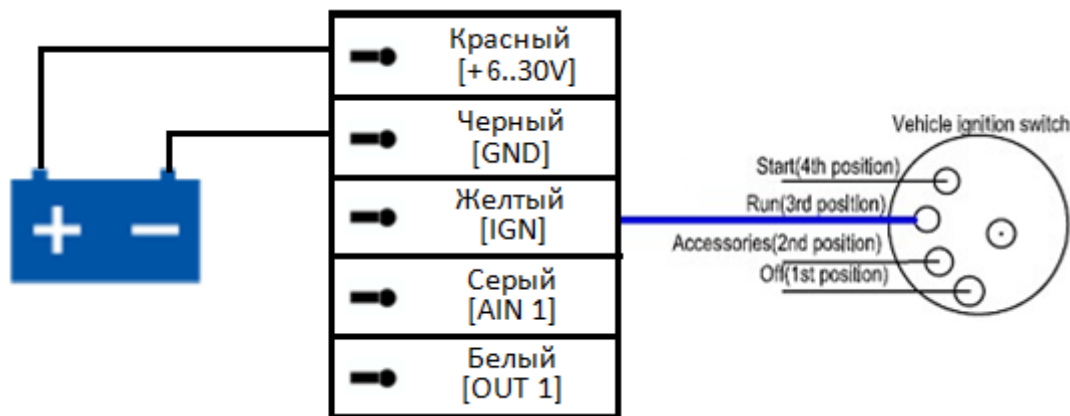 Красный
[+6..30V]
Черный
[GND]
Желтый
[IGN]
Серый
[AIN 1]
Белый
[OUT 1]
Vehicle ignition switch
Start(4th position)
Run(3rd position)
Accessories(2nd position)
Off(1st position)